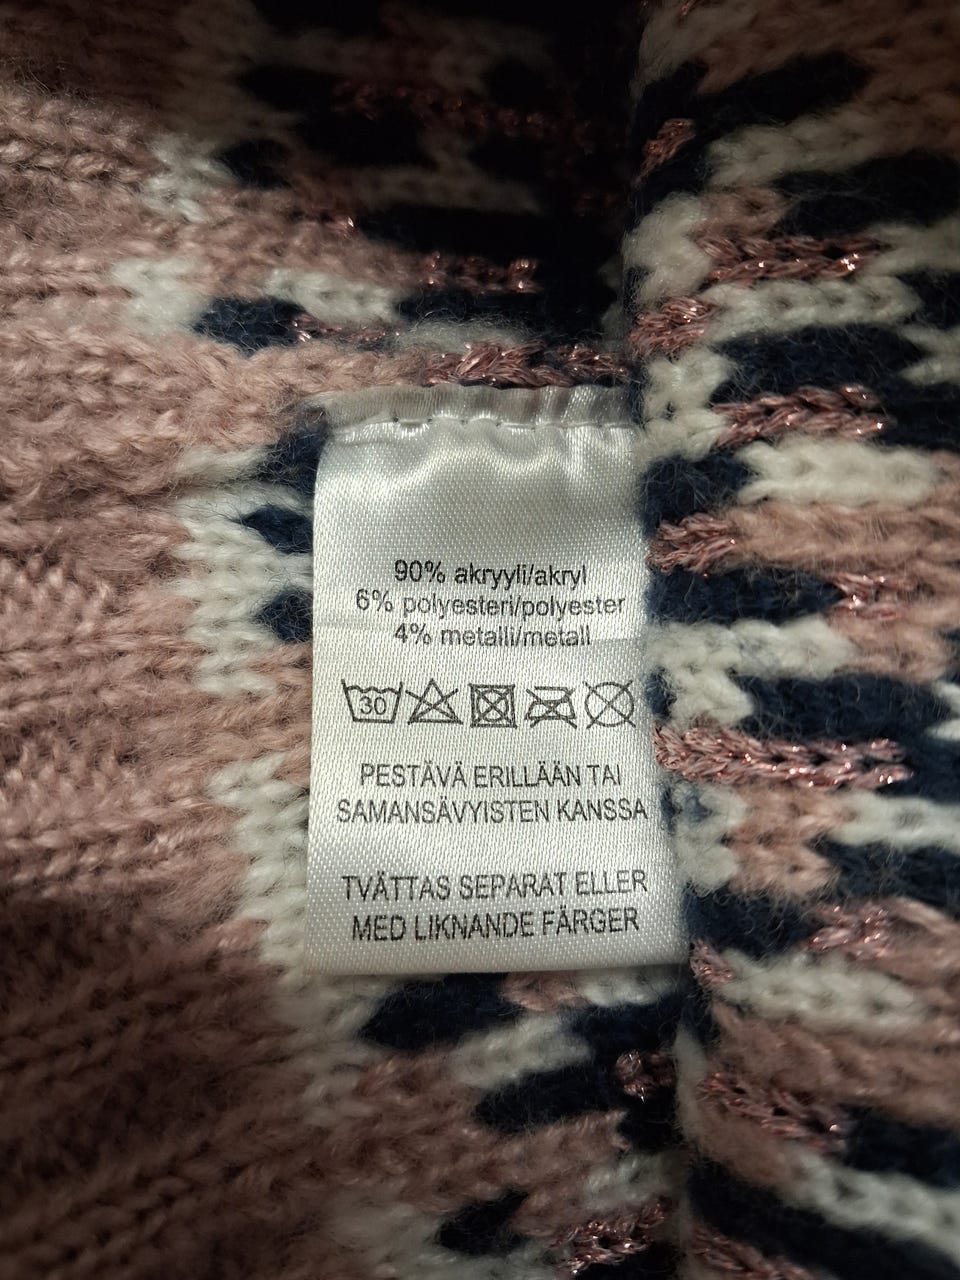 90% akryyli/akryl
6% polyesteri/polyester
4% metalli/metall
30
PESTÄVÄ ERILLÄÄN TAI
SAMANSÄVYISTEN KANSSA
TVÄTTAS SEPARAT ELLER
MED LIKNANDE FÄRGER